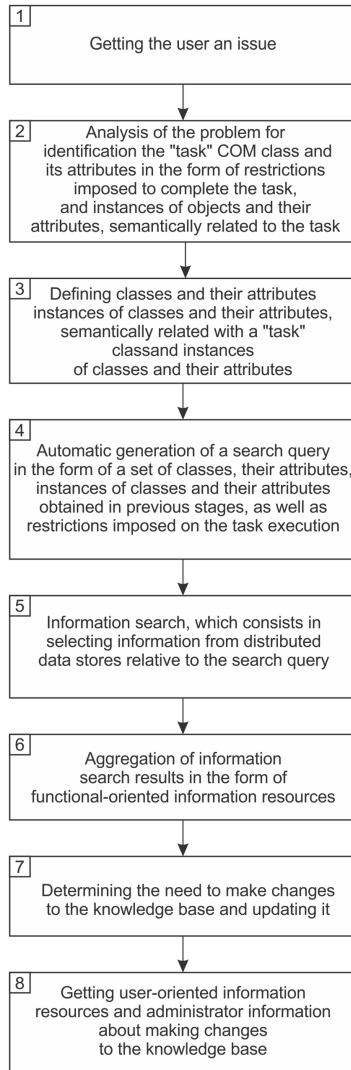 1
Getting the user an issue
2
Analysis of the problem for
identification the "task" COM class and
its attributes in the form of restrictions
imposed to complete the task,
and instances of objects and their
attributes, semantically related to the task
3
Defining classes and their attributes
instances of classes and their attributes,
semantically related with a "task"
classand instances
of classes and their attributes
4
Automatic generation of a search query
in the form of a set of classes, their attributes,
instances of classes and their attributes
obtained in previous stages, as well as
restrictions imposed on the task execution
5
Information search, which consists in
selecting information from distributed
data stores relative to the search query
6
Aggregation of information
search results in the form of
functional-oriented information resources
7
Determining the need to make changes
to the knowledge base and updating it
8
Getting user-oriented information
resources and administrator information
about making changes
to the knowledge base